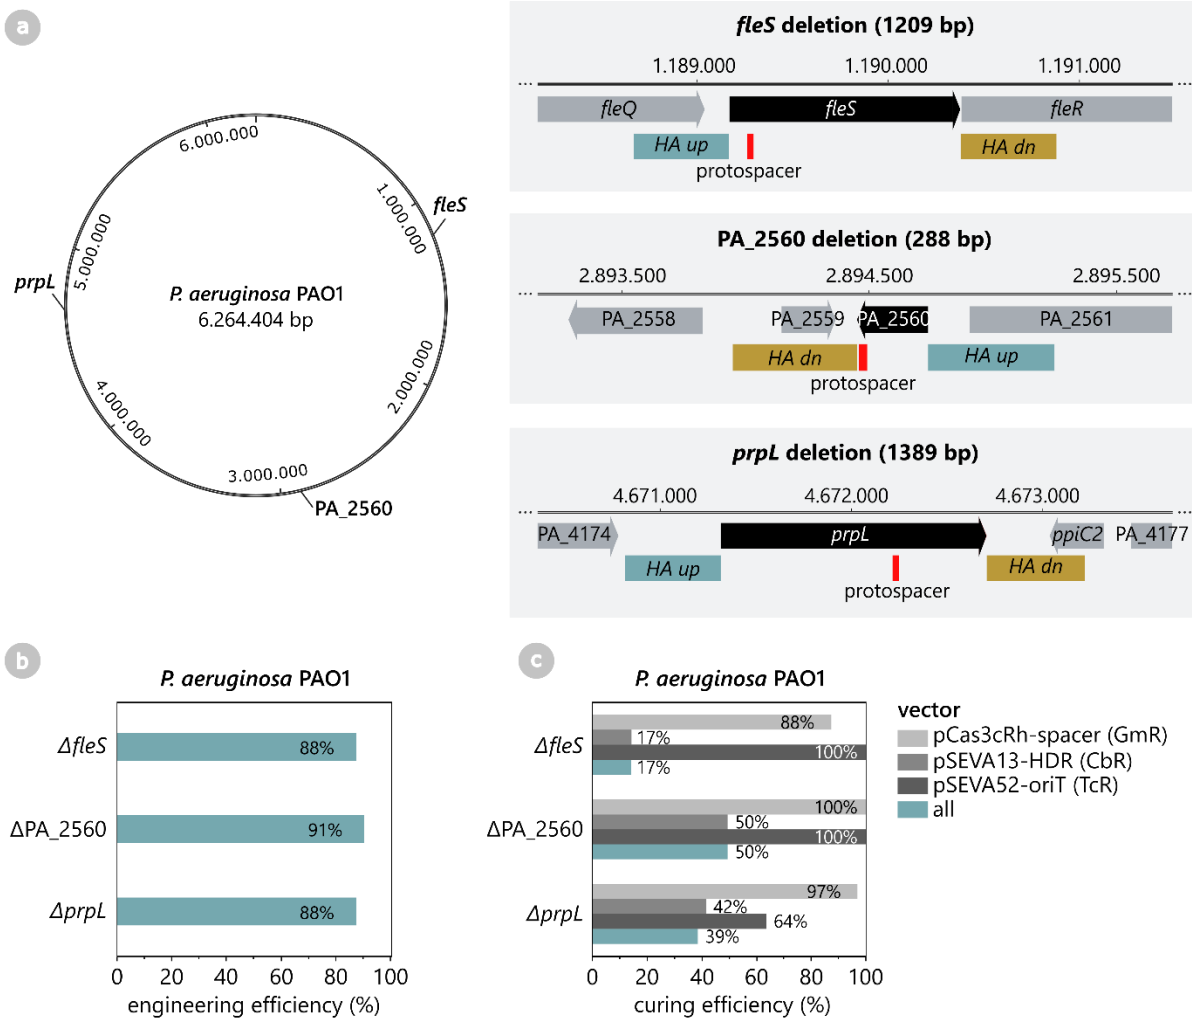 a
6.000.000
1.000.000
fleS
5.000.000
prpL
P. aeruginosa PAO1
6.264.404 bp
2.000.000
4.000.000
3.000.000
PA_2560
fleS deletion (1209 bp)
1.189.000 1.190.000 1.191.000
... ...
fleQ fleS fleR
HA up HA dn
protospacer
PA_2560 deletion (288 bp)
2.893.500 2.894.500 2.895.500
... ...
PA_2558 PA_2559 PA_2560 PA_2561
HA dn HA up
protospacer
prpL deletion (1389 bp)
4.671.000 4.672.000 4.673.000
... ...
PA_4174 prpL ppiC2 PA_4177
HA up HA dn
protospacer
b
P. aeruginosa PAO1
ΔfleS 88%
ΔPA_2560 91%
ΔprpL 88%
0 20 40 60 80 100
engineering efficiency (%)
c
P. aeruginosa PAO1
88%
ΔfleS 17%
100%
17%
100%
ΔPA_2560 50%
100%
50%
97%
ΔprpL 42%
64%
39%
0 20 40 60 80 100
curing efficiency (%)
vector
pCas3cRh-spacer (GmR)
pSEVA13-HDR (CbR)
pSEVA52-oriT (TcR)
all